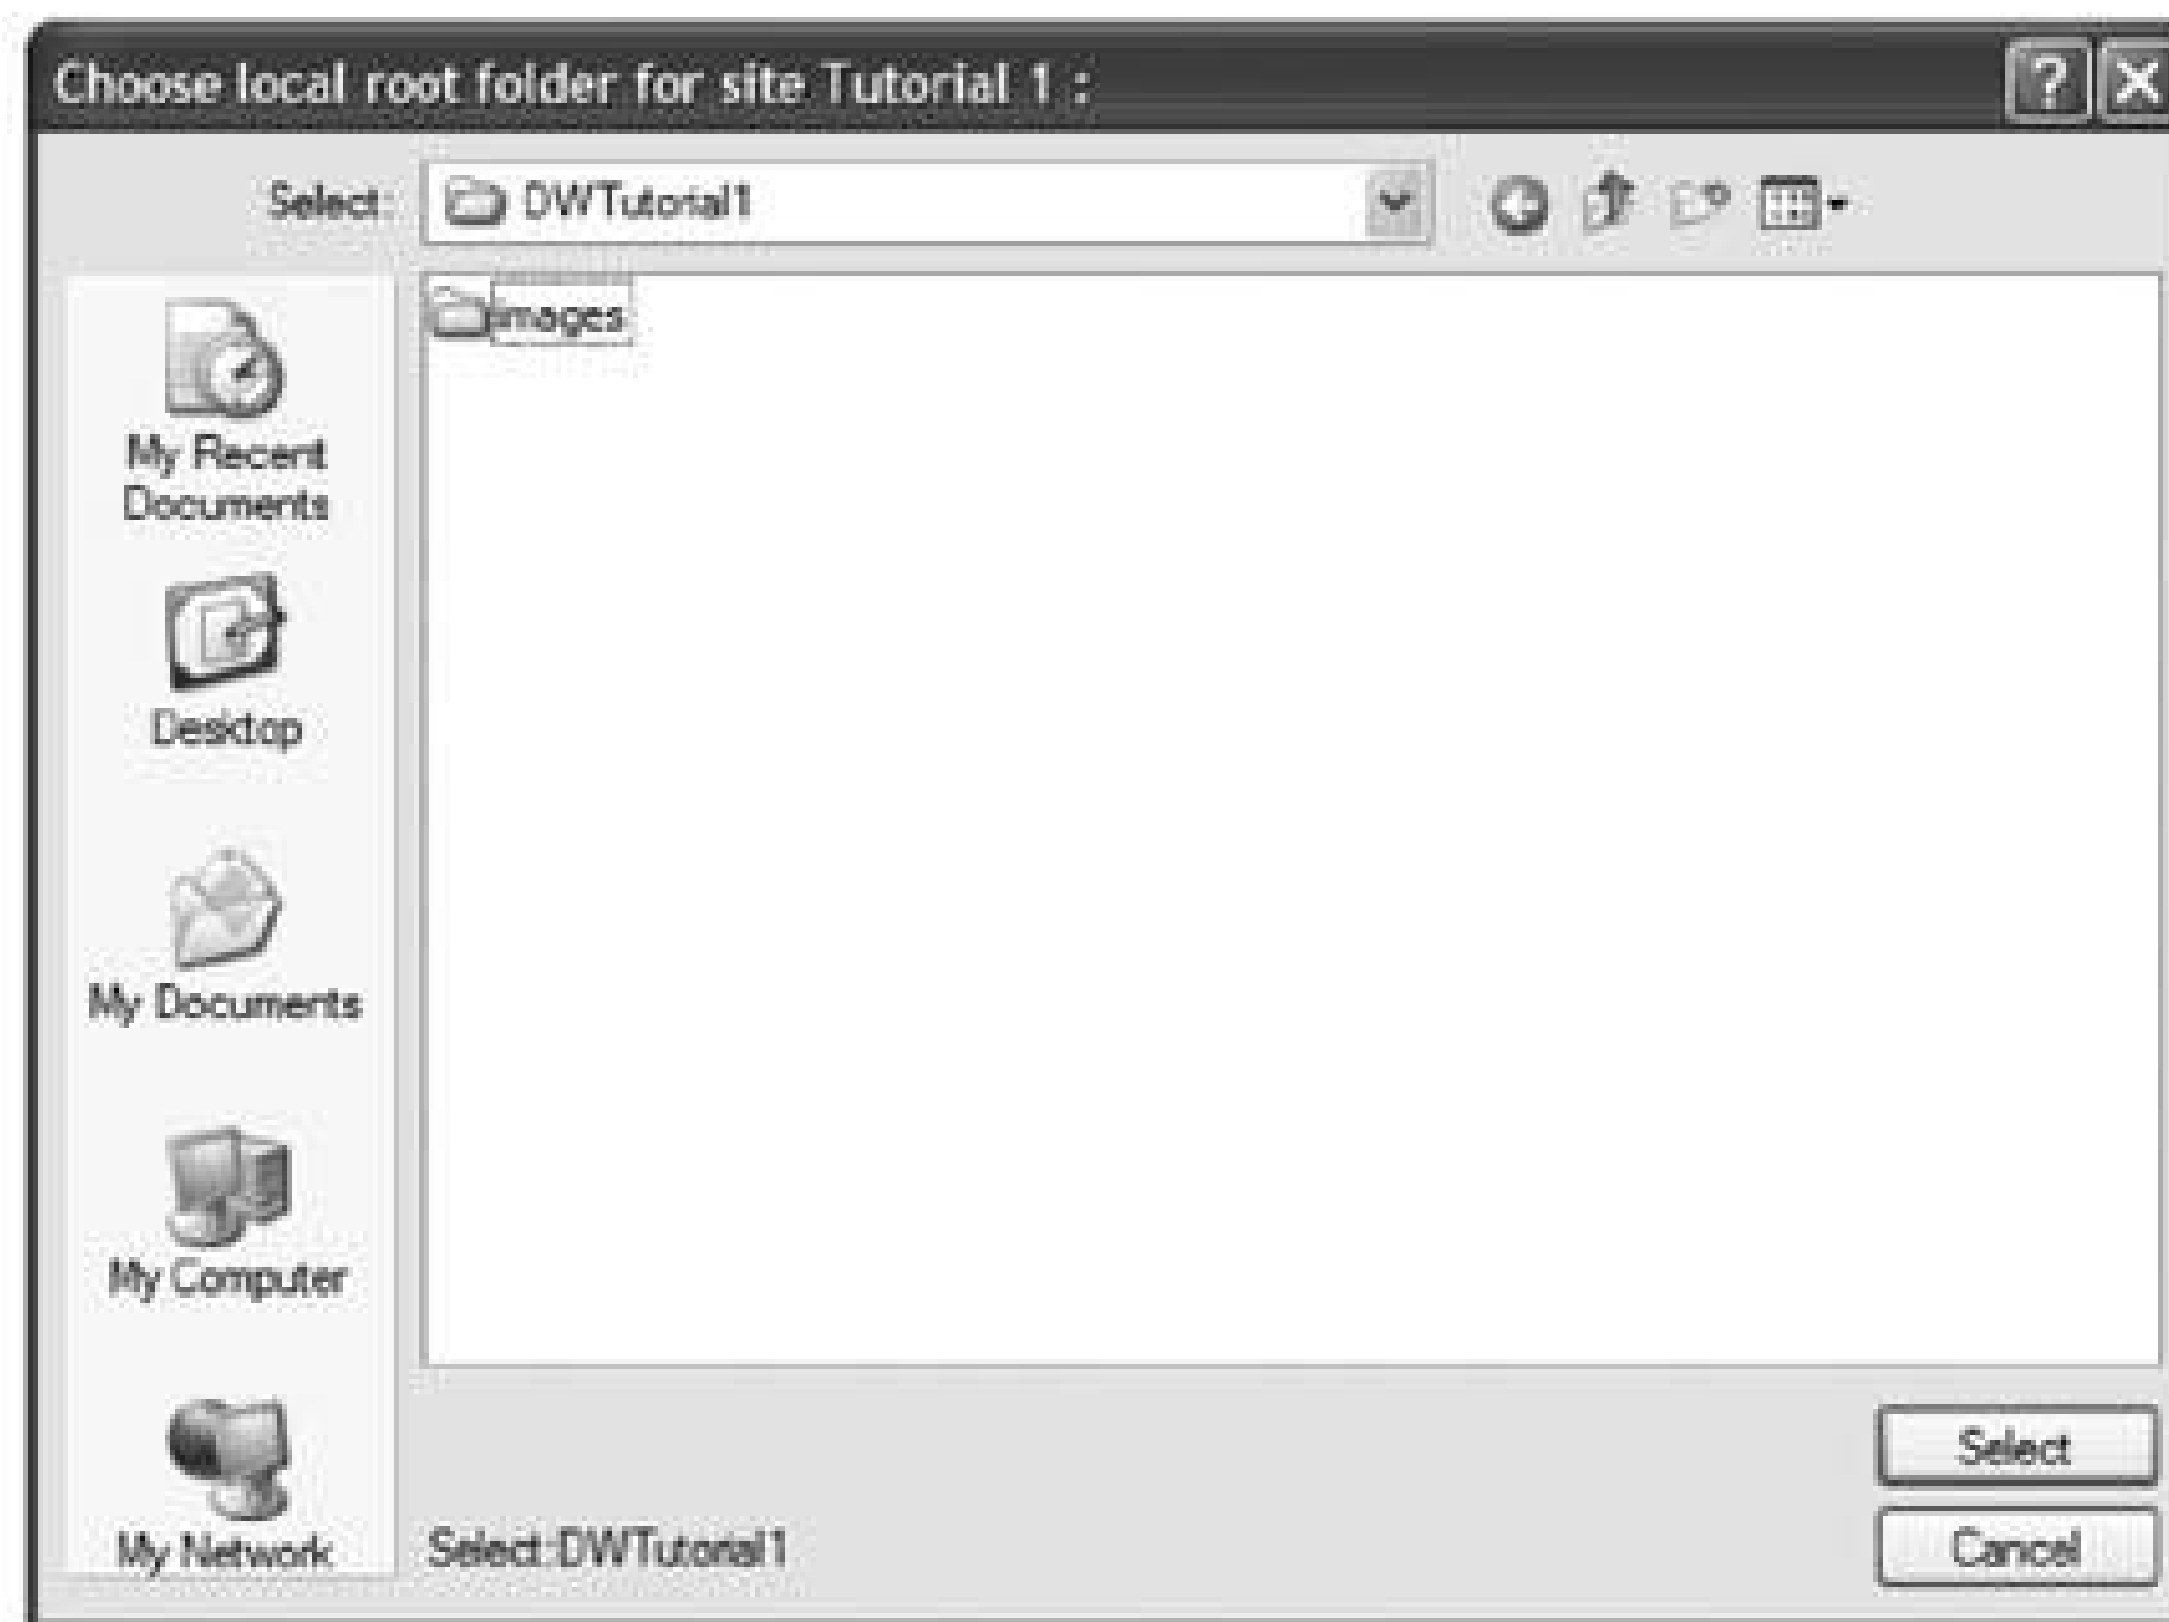 Choose local root folder for site Tutorial 1 :
Select:
DWTutorial1
images
My Recent
Documents
Desktop
My Documents
My Computer
My Network
Select
Select:DWTutorial1
Cancel